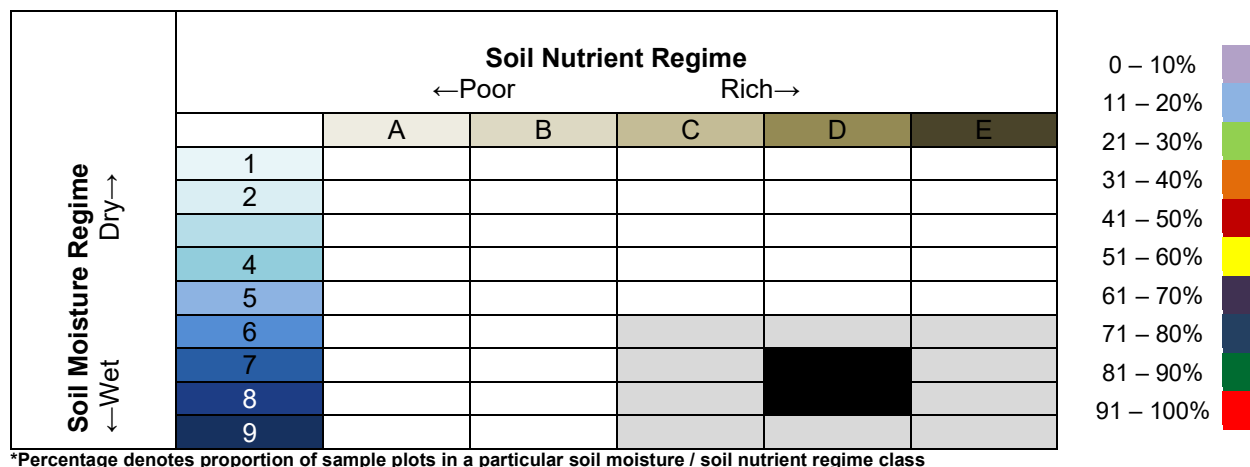 Soil Nutrient Regime
←Poor Rich→
A B C D E
Soil Moisture Regime
←Wet Dry→
1
2
4
5
6
7
8
9
0 – 10%
11 – 20%
21 – 30%
31 – 40%
41 – 50%
51 – 60%
61 – 70%
71 – 80%
81 – 90%
91 – 100%
*Percentage denotes proportion of sample plots in a particular soil moisture / soil nutrient regime class